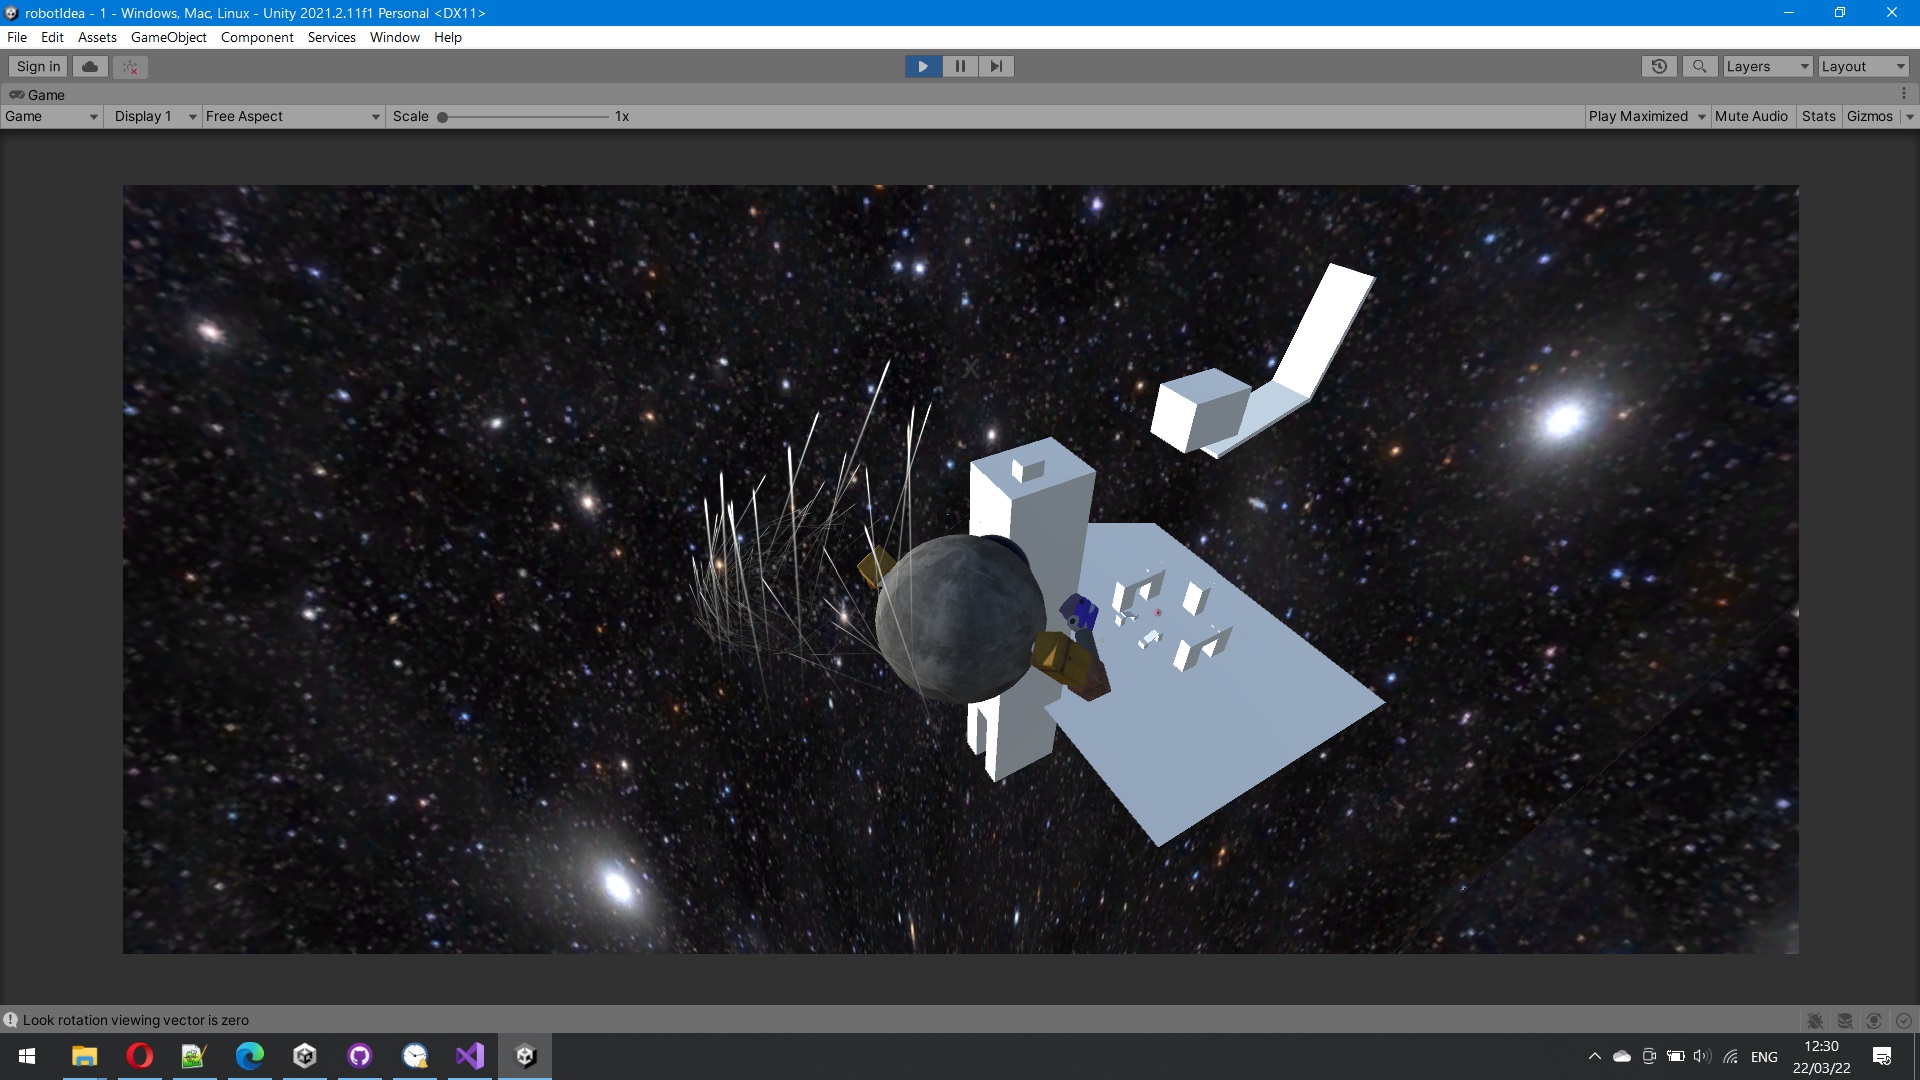 robotIdea - 1 - Windows, Mac, Linux - Unity 2021.2.11f1 Personal <DX11>
File Edit Assets GameObject Component Services Window Help
Sign in
Layers Layout
Game
Game Display 1 Free Aspect Scale 1x Play Maximized Mute Audio Stats Gizmos
X
Look rotation viewing vector is zero
ENG
12:30
22/03/22